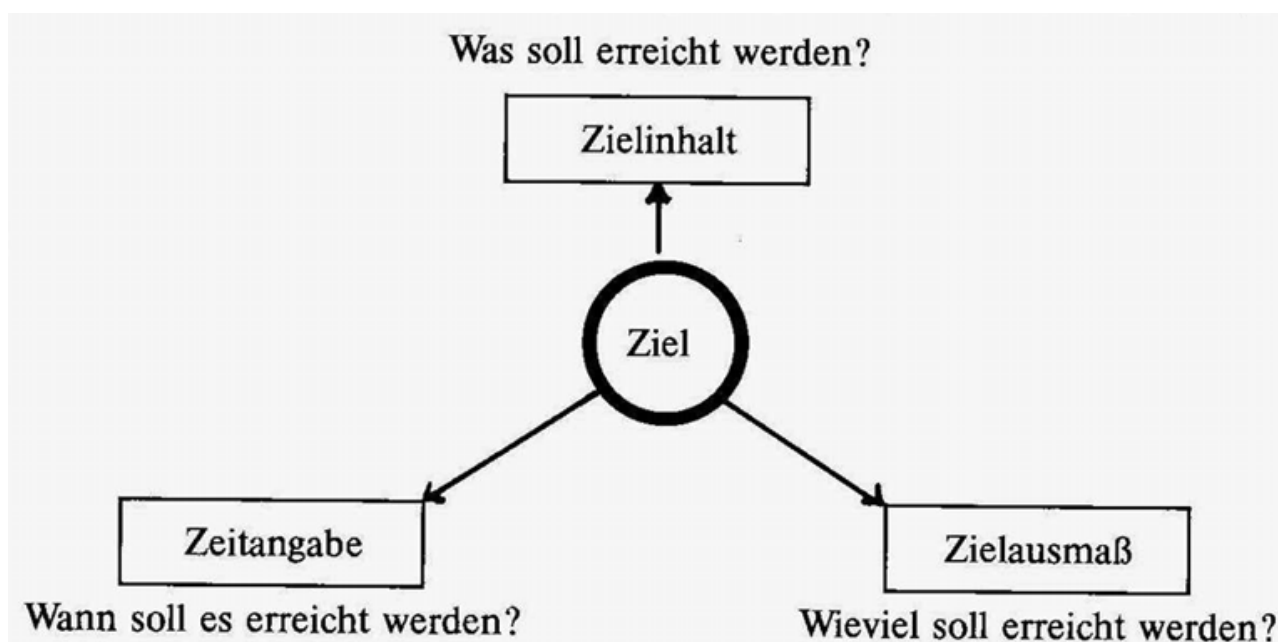 Was soll erreicht werden?
Zielinhalt
Ziel
Zeitangabe
Wann soll es erreicht werden?
Zielausmaß
Wieviel soll erreicht werden?